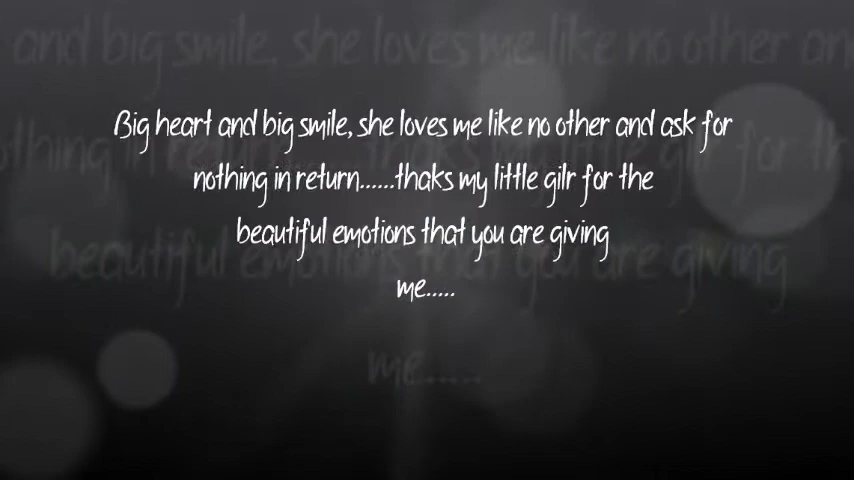 Big heart and big smile, she loves me like no other and ask for
nothing in return......thaks my little gilr for the
beautiful emotions that you are giving
me.....